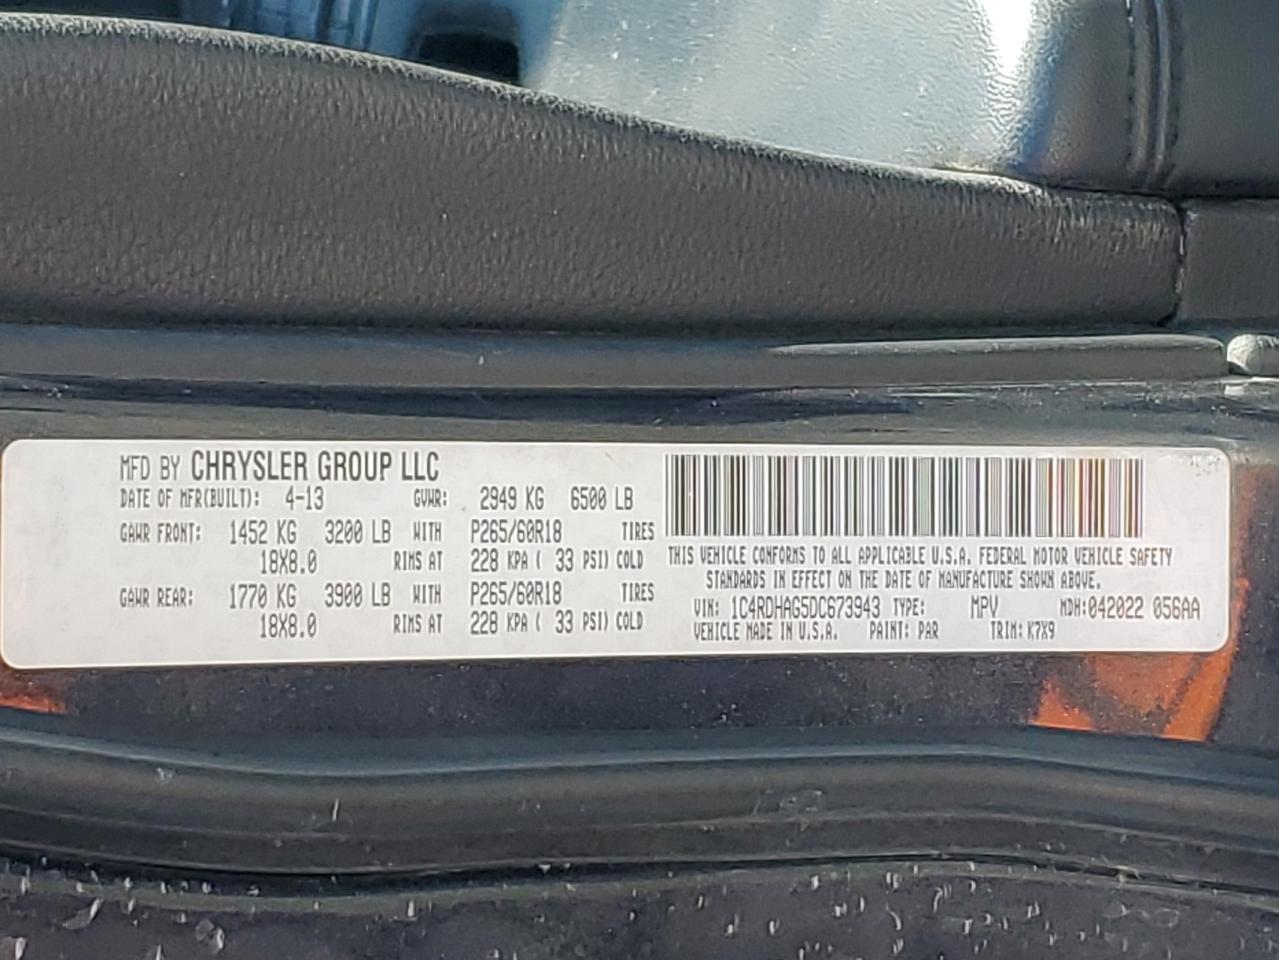 MFD BY CHRYSLER GROUP LLC
DATE OF MFR(BUILT): 4-13 GVWR: 2949 KG 6500 LB
GAWR FRONT: 1452 KG 3200 LB WITH P265/60R18 TIRES
18X8.0 RIMS AT 228 KPA ( 33 PSI) COLD
GAWR REAR: 1770 KG 3900 LB WITH P265/60R18 TIRES
18X8.0 RIMS AT 228 KPA ( 33 PSI) COLD
THIS VEHICLE CONFORMS TO ALL APPLICABLE U.S.A. FEDERAL MOTOR VEHICLE SAFETY
STANDARDS IN EFFECT ON THE DATE OF MANUFACTURE SHOWN ABOVE.
VIN: 1C4RDHAG5DC673943 TYPE: MPV MDH:042022 056AA
VEHICLE MADE IN U.S.A. PAINT: PAR TRIM: K7X9